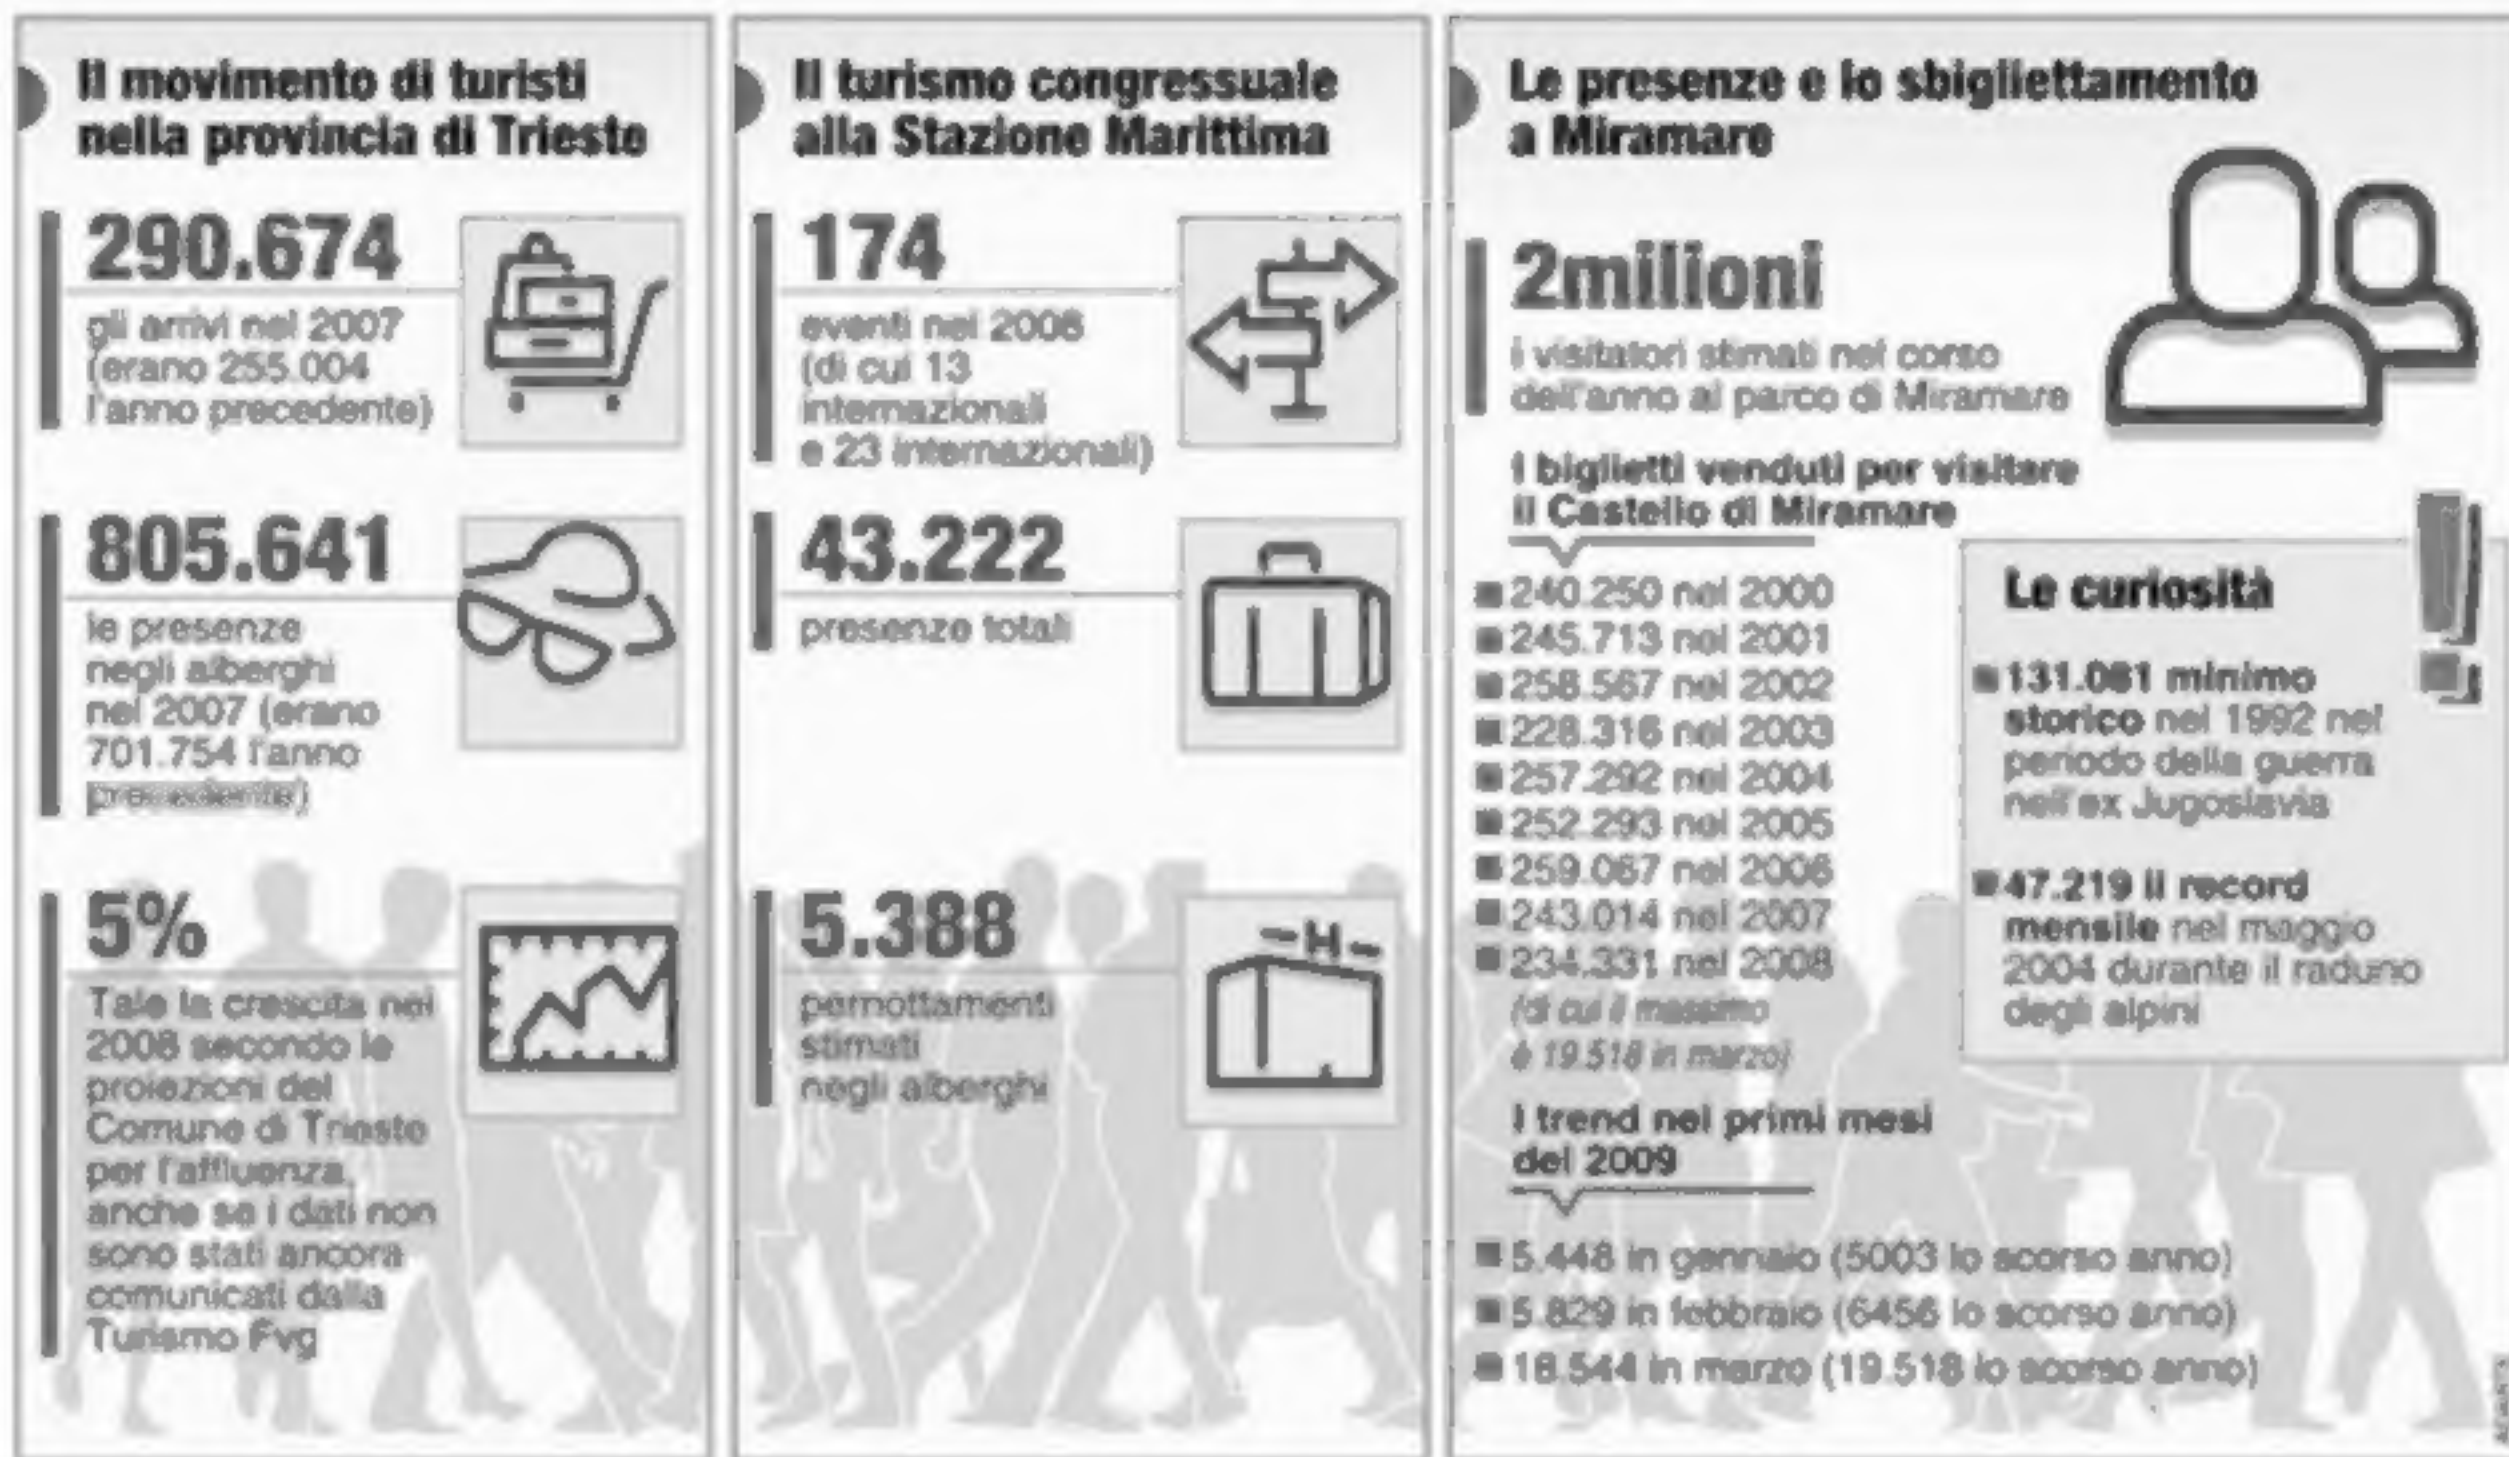 Il movimento di turisti
nella provincia di Trieste
290.674
gli arrivi nel 2007
(erano 255.004
l'anno precedente)
805.641
le presenze
negli alberghi
nel 2007 (erano
701.754 l'anno
precedente)
5%
Tale la crescita nel
2008 secondo le
proiezioni del
Comune di Trieste
per l'affluenza,
anche se i dati non
sono stati ancora
comunicati dalla
Turismo Fvg
Il turismo congressuale
alla Stazione Marittima
174
eventi nel 2008
(di cui 13
internazionali
e 23 internazionali)
43.222
presenze totali
5.388
pernottamenti
stimati
negli alberghi
Le presenze e lo sbigliettamento
a Miramare
2milioni
i visitatori stimati nel corso
dell'anno al parco di Miramare
I biglietti venduti per visitare
il Castello di Miramare
240.250 nel 2000
245.713 nel 2001
258.567 nel 2002
228.316 nel 2003
257.292 nel 2004
252.293 nel 2005
259.067 nel 2006
243.014 nel 2007
234.331 nel 2008
(di cui il massimo
è 19.518 in marzo)
I trend nei primi mesi
del 2009
5.448 in gennaio (5003 lo scorso anno)
5.829 in febbraio (6456 lo scorso anno)
in marzo (19.518 lo scorso anno)
Le curiosità
131.081 minimo
storico nel 1992 nel
periodo della guerra
nell'ex Jugoslavia
47.219 il record
mensile nel maggio
2004 durante il raduno
degli alpini